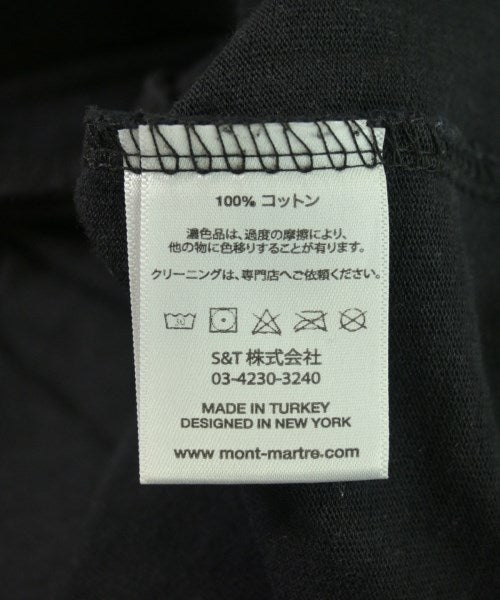 100% コットン
濃色品は、過度の摩擦により、
他の物に色移りすることが有ります。
クリーニングは、専門店へご依頼ください。
S&T 株式会社
03-4230-3240
MADE IN TURKEY
DESIGNED IN NEW YORK
www.mont-martre.com